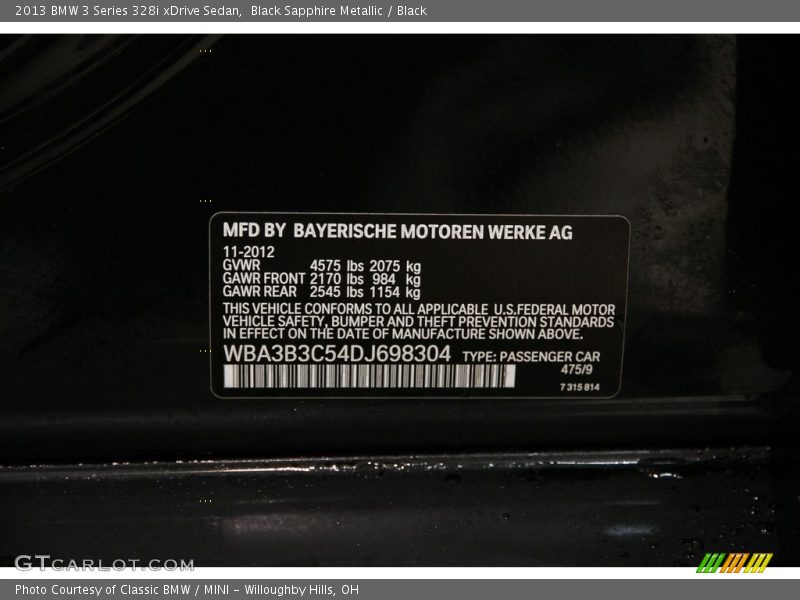 2013 BMW 3 Series 328i xDrive Sedan,  Black Sapphire Metallic / Black
MFD BY BAYERISCHE MOTOREN WERKE AG
11-2012
GVWR 4575 lbs 2075 kg
GAWR FRONT 2170 lbs 984 kg
GAWR REAR 2545 lbs 1154 kg
THIS VEHICLE CONFORMS TO ALL APPLICABLE U.S.FEDERAL MOTOR
VEHICLE SAFETY, BUMPER AND THEFT PREVENTION STANDARDS
IN EFFECT ON THE DATE OF MANUFACTURE SHOWN ABOVE.
WBA3B3C54DJ698304 TYPE: PASSENGER CAR
475/9
7 315 814
GTCARLOT.COM
Photo Courtesy of Classic BMW / MINI - Willoughby Hills, OH